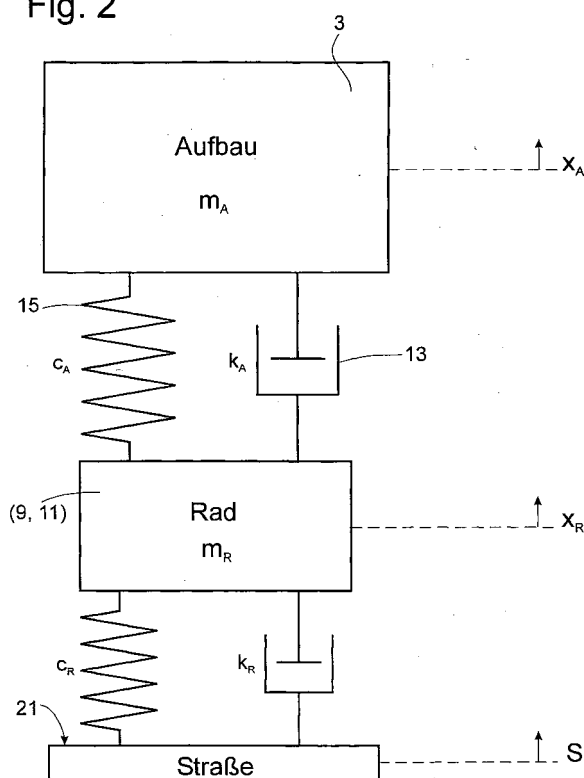 Fig. 2
3
Aufbau
m_A
x_A
15
c_A
k_A
13
(9, 11)
Rad
m_R
x_R
c_R
k_R
21
Straße
S